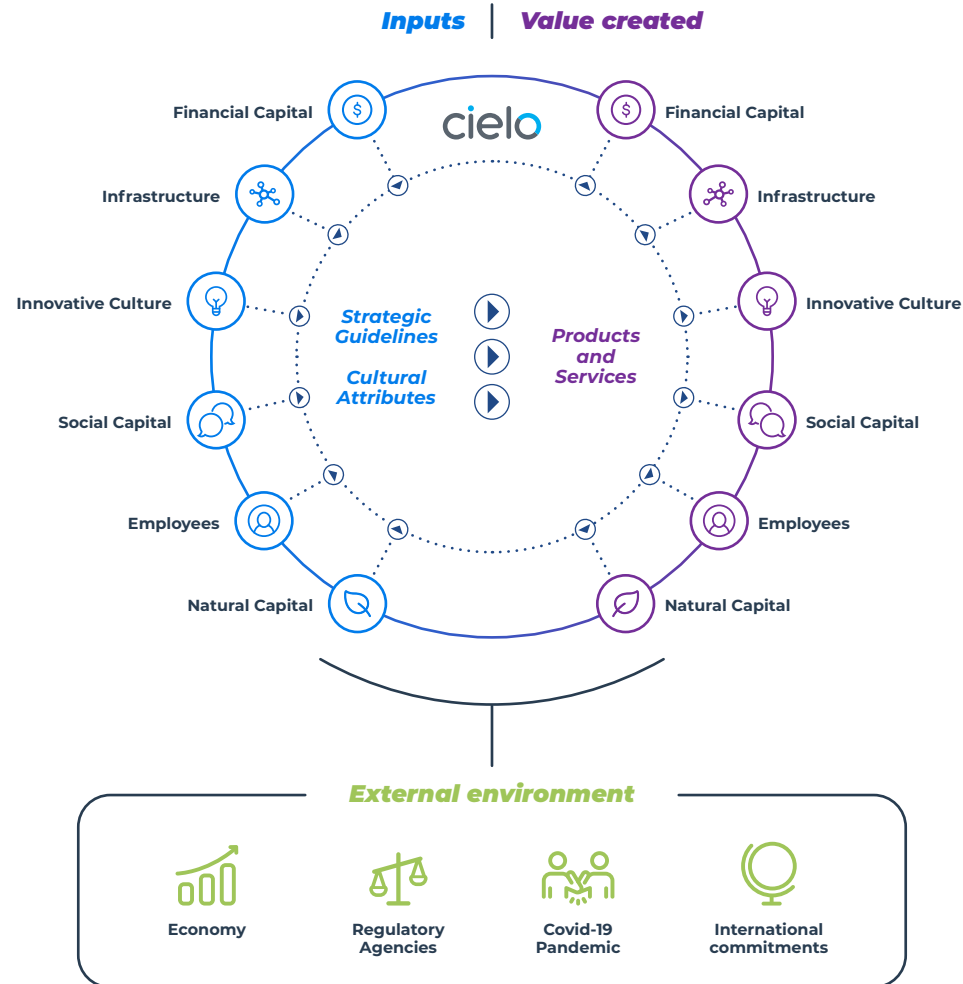 Inputs | Value created
cielo
Financial Capital
Infrastructure
Innovative Culture
Social Capital
Employees
Natural Capital
Strategic
Guidelines
Cultural
Attributes
Products
and
Services
Financial Capital
Infrastructure
Innovative Culture
Social Capital
Employees
Natural Capital
External environment
Economy
Regulatory
Agencies
Covid-19
Pandemic
International
commitments